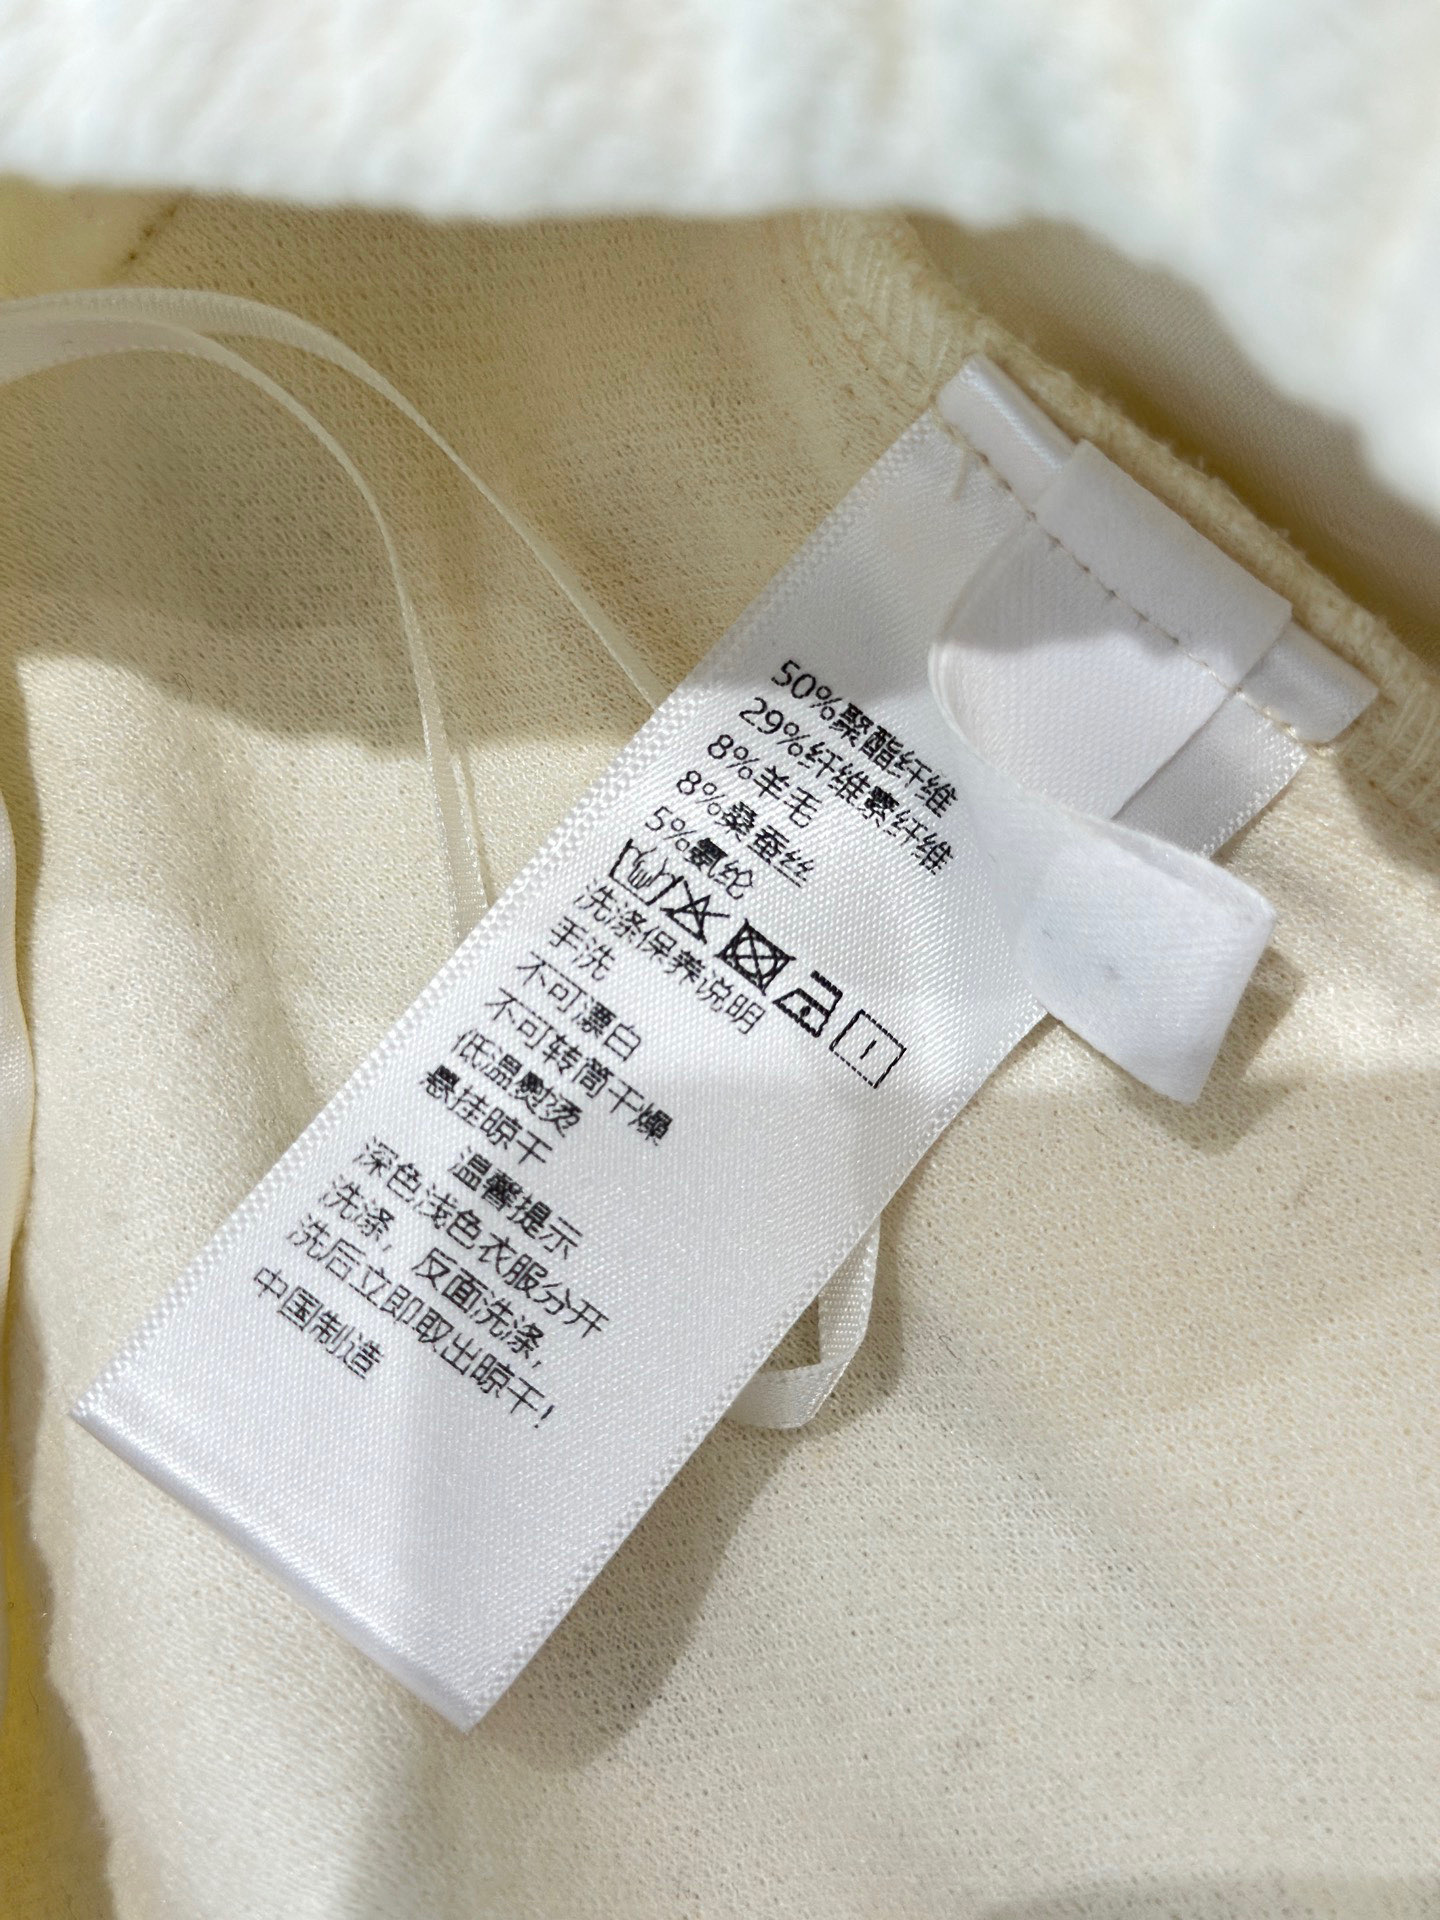 50%聚酯纤维
29%纤维素纤维
8%羊毛
8%桑蚕丝
5%氨纶
洗涤保养说明
手洗
不可漂白
不可转筒干燥
低温熨烫
悬挂晾干
温馨提示
深色浅色衣服分开
洗涤，反面洗涤，
洗后立即取出晾干!
中国制造